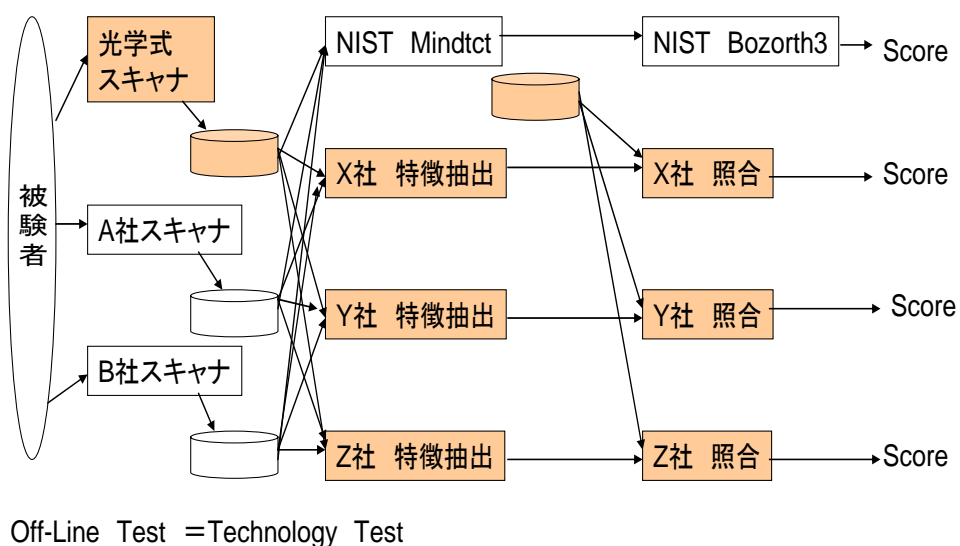 光学式
スキャナ
NIST Mindtct
NIST Bozorth3
Score
被験者
X社 特徴抽出
X社 照合
Score
A社スキャナ
Y社 特徴抽出
Y社 照合
Score
B社スキャナ
Z社 特徴抽出
Z社 照合
Score
Off-Line Test ＝Technology Test